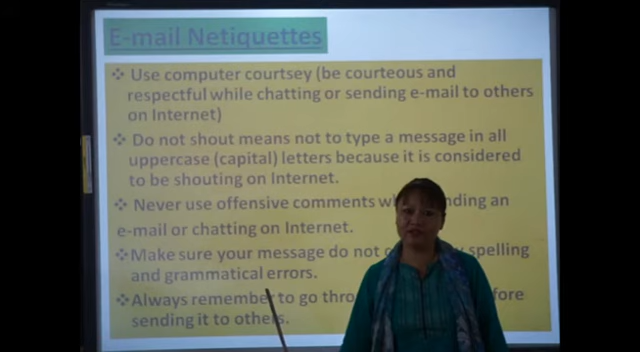 E-mail Netiquettes
❖ Use computer courtsey (be courteous and
respectful while chatting or sending e-mail to others
on Internet)
❖ Do not shout means not to type a message in all
uppercase (capital) letters because it is considered
to be shouting on Internet.
❖ Never use offensive comments an
e-mail or chatting on Internet.
❖ Make sure your message do not spelling
and grammatical errors.
❖ Always remember to go
sending it to others.